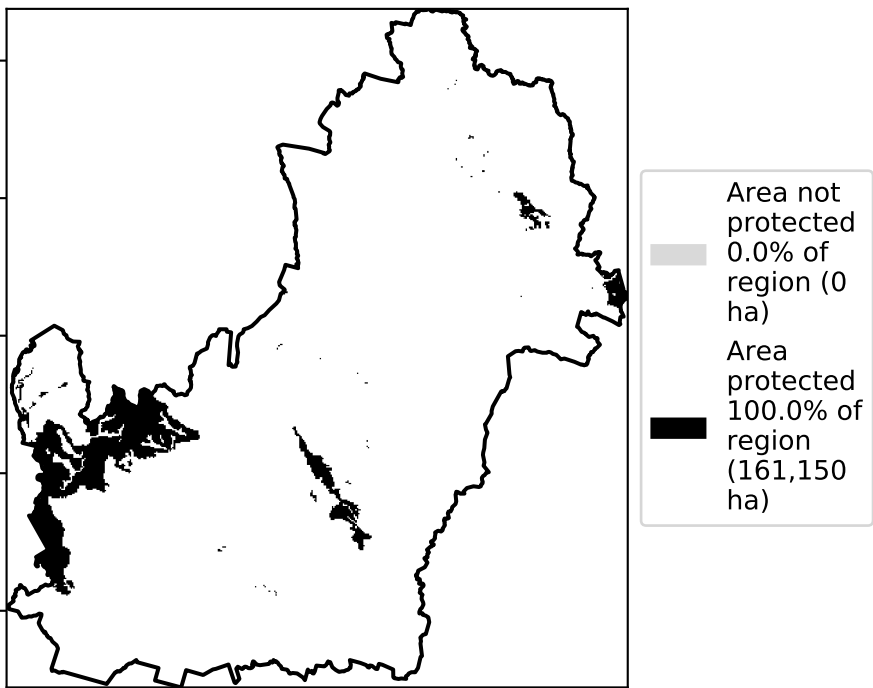 Area not
protected
0.0% of
region (0
ha)
Area
protected
100.0% of
region
(161,150
ha)